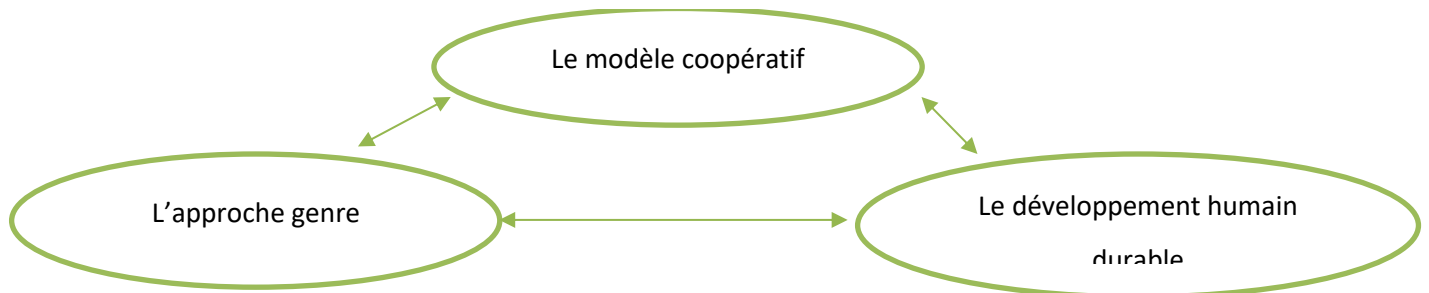 Le modèle coopératif
L’approche genre
Le développement humain
durable